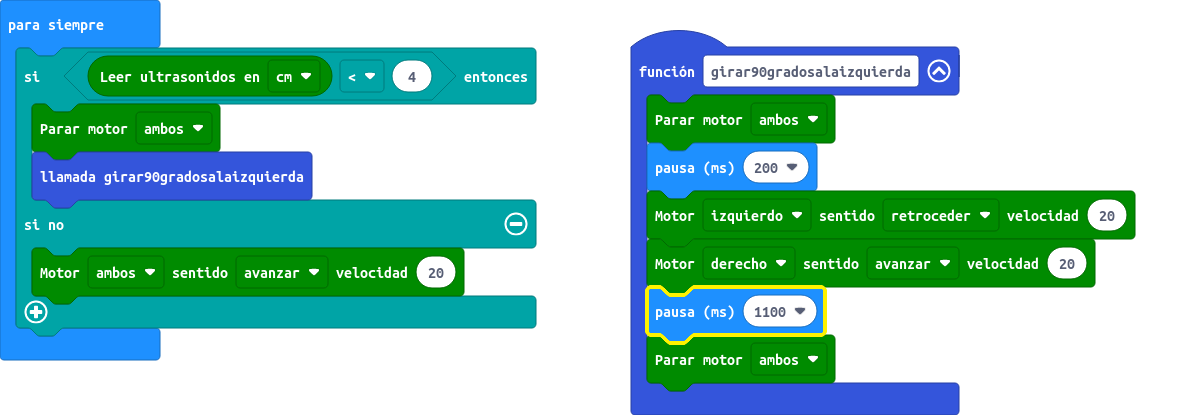 para siempre
si Leer ultrasonidos en cm < 4 entonces
Parar motor ambos
llamada girar90gradosalaizquierda
si no
Motor ambos sentido avanzar velocidad 20
función girar90gradosalaizquierda
Parar motor ambos
pausa (ms) 200
Motor izquierdo sentido retroceder velocidad 20
Motor derecho sentido avanzar velocidad 20
pausa (ms) 1100
Parar motor ambos